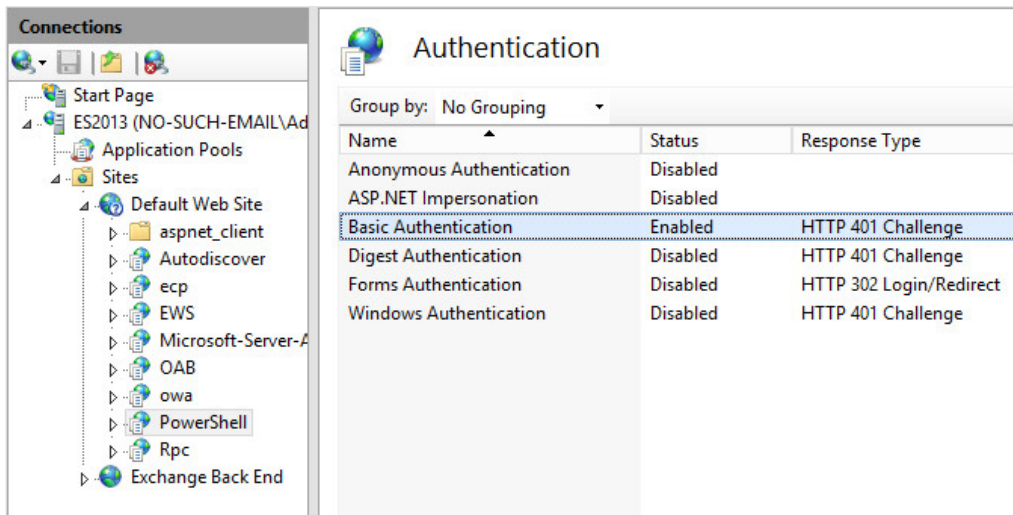 Connections
Start Page
ES2013 (NO-SUCH-EMAIL\Ad
Application Pools
Sites
Default Web Site
aspnet_client
Autodiscover
ecp
EWS
Microsoft-Server-A
OAB
owa
PowerShell
Rpc
Exchange Back End
Authentication
Group by: No Grouping
Name Status Response Type
Anonymous Authentication Disabled
ASP.NET Impersonation Disabled
Basic Authentication Enabled HTTP 401 Challenge
Digest Authentication Disabled HTTP 401 Challenge
Forms Authentication Disabled HTTP 302 Login/Redirect
Windows Authentication Disabled HTTP 401 Challenge